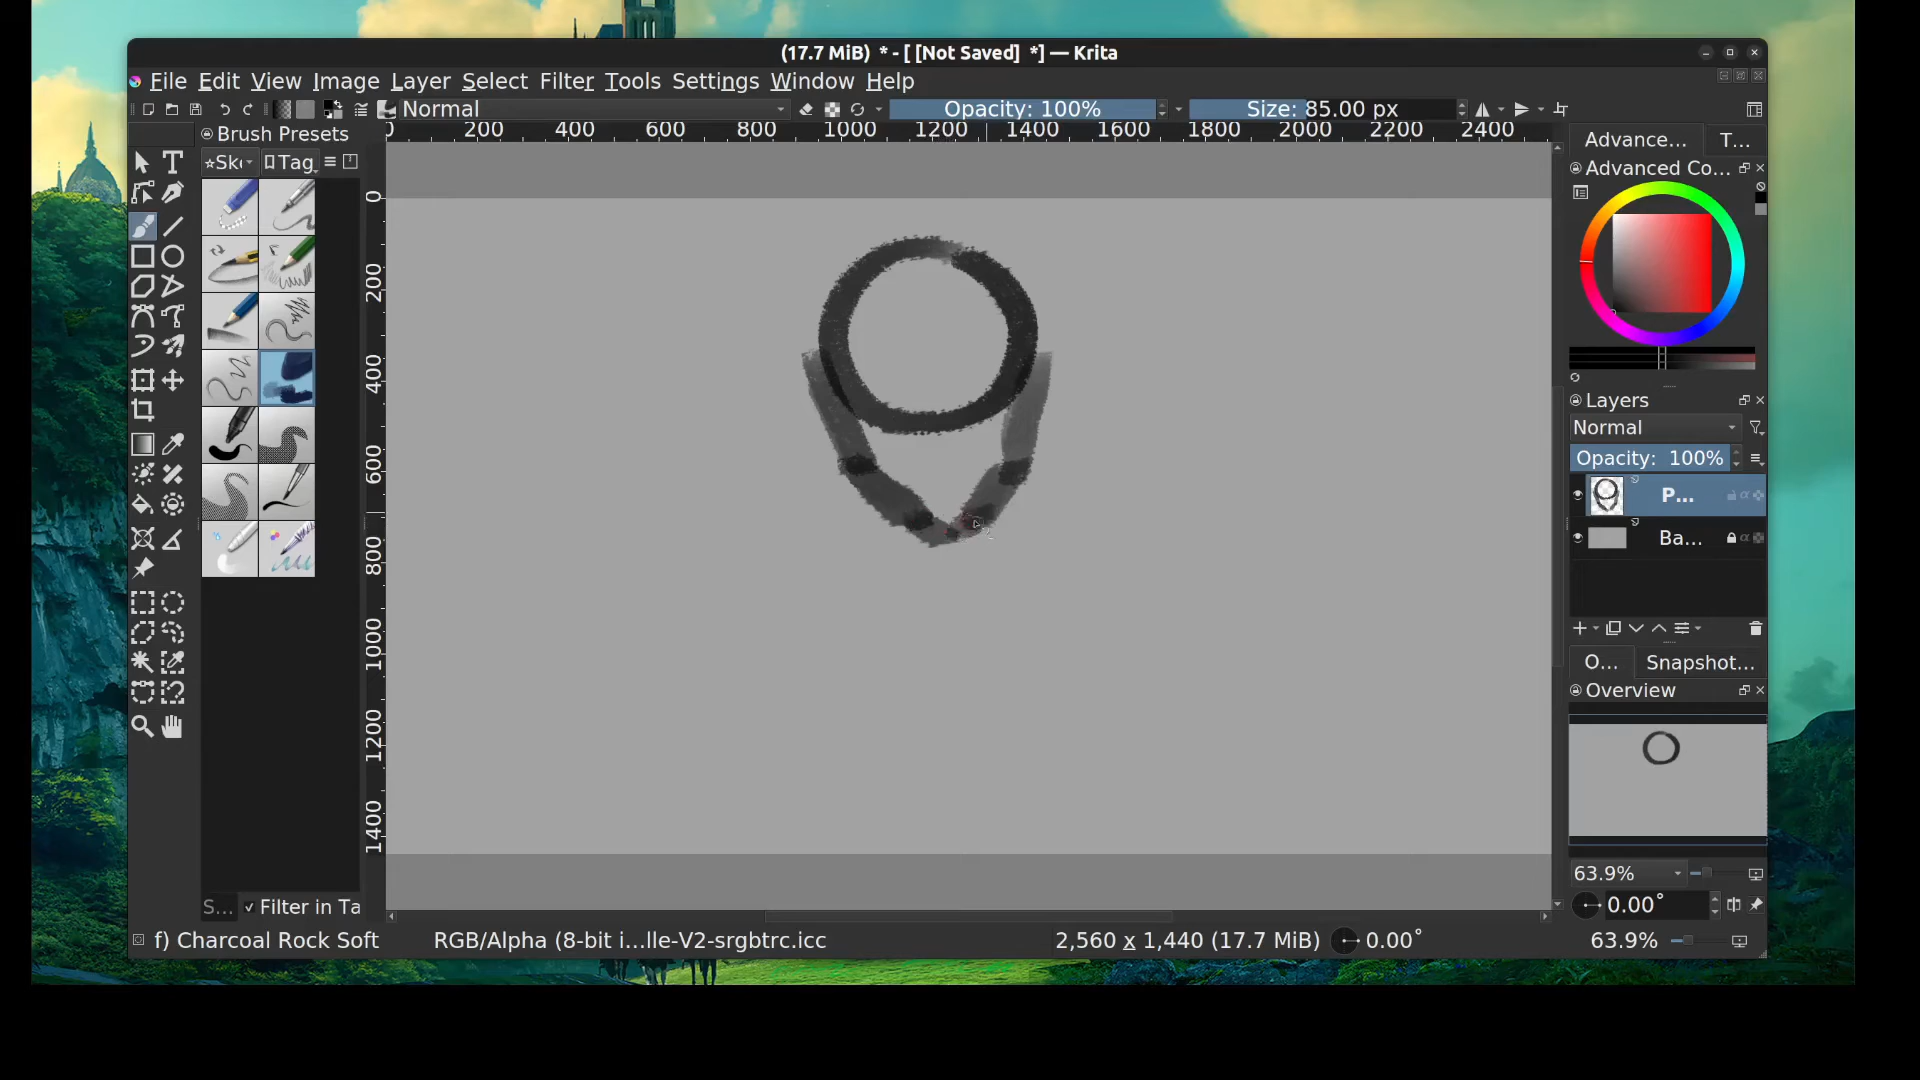 (17.7 MiB) * - [ [Not Saved] *] — Krita
File Edit View Image Layer Select Filter Tools Settings Window Help
Normal Opacity: 100% Size: 85.00 px
Brush Presets
0 200 400 600 800 1000 1200 1400 1600 1800 2000 2200 2400
Advance... T...
Sk Tag
Advanced Co...
0
200
400
600
800
1000
1200
1400
Layers
Normal
Opacity: 100%
P...
Ba...
O... Snapshot...
Overview
63.9%
0.00°
S... Filter in Ta
f) Charcoal Rock Soft RGB/Alpha (8-bit i...lle-V2-srgbtrc.icc 2,560 x 1,440 (17.7 MiB) 0.00° 63.9%